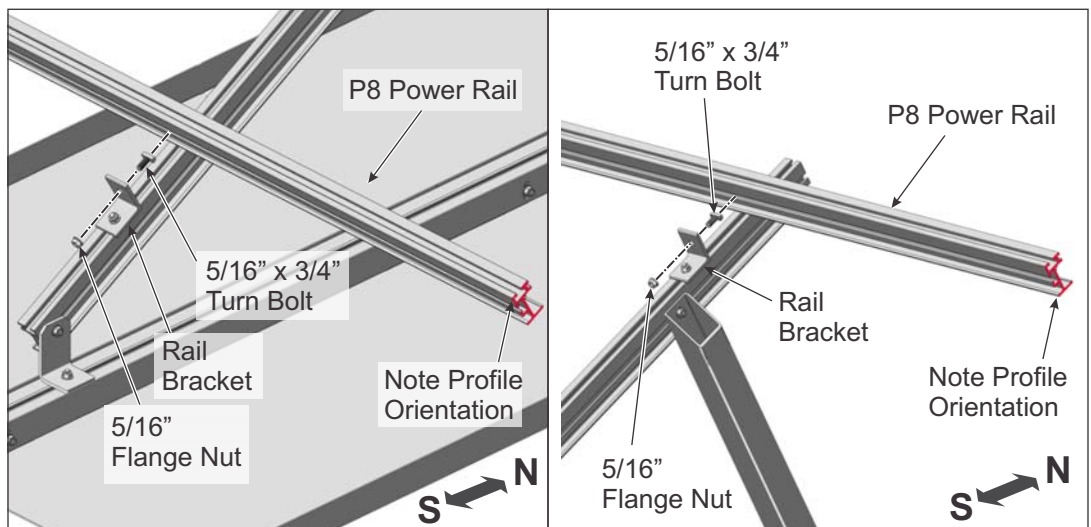 P8 Power Rail
5/16” x 3/4”
Turn Bolt
Rail
Bracket
5/16”
Flange Nut
Note Profile
Orientation
S N
5/16” x 3/4”
Turn Bolt
P8 Power Rail
Rail
Bracket
5/16”
Flange Nut
Note Profile
Orientation
S N